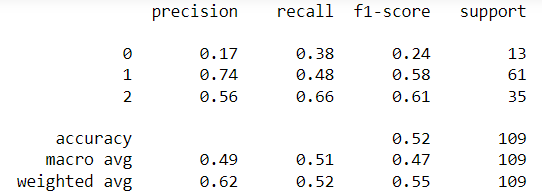 precision recall f1-score support
0 0.17 0.38 0.24 13
1 0.74 0.48 0.58 61
2 0.56 0.66 0.61 35
accuracy 0.52 109
macro avg 0.49 0.51 0.47 109
weighted avg 0.62 0.52 0.55 109